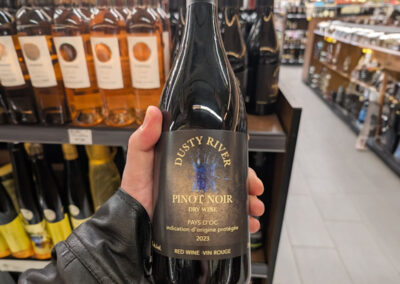 DUSTY RIVER
PINOT NOIR
DRY WINE
PAYS D'OC
indication d'origine protégée
2023
RED WINE VIN ROUGE